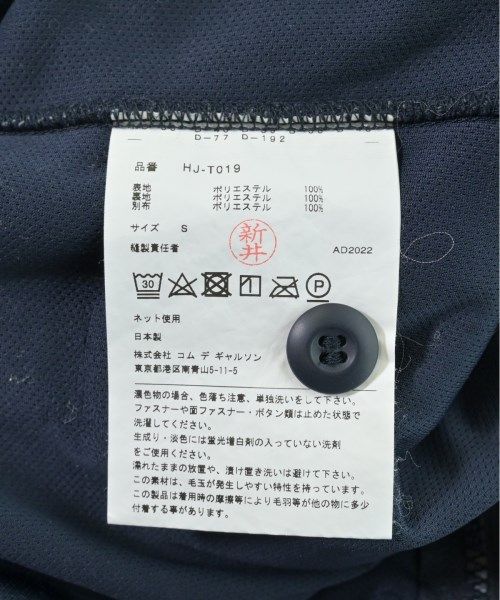 D-77 D-192
品番 HJ-T019
表地 ポリエステル 100%
裏地 ポリエステル 100%
別布 ポリエステル 100%
サイズ S
縫製責任者 新井 AD2022
30 P
ネット使用
日本製
株式会社 コム デ ギャルソン
東京都港区南青山5-11-5
濃色物の場合、色落ち注意、単独洗いをして下さい。
ファスナーや面ファスナー・ボタン類は止めた状態で
洗濯してください。
生成り・淡色には蛍光増白剤の入っていない洗剤
をご使用ください。
濡れたままの放置や、漬け置き洗いは避けて下さい。
この素材は、毛玉が発生しやすい特性を持っています。
この製品は着用時の摩擦等により毛羽等が他の物に多少
付着する事が有ります。